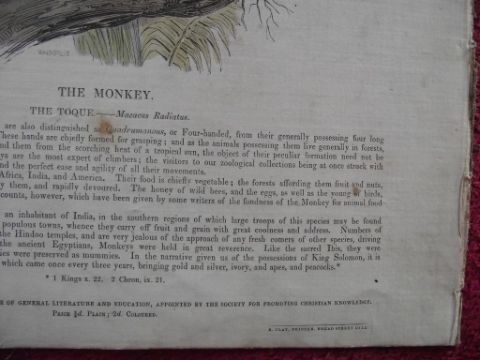 THE MONKEY.
THE TOQUE.—Macacus Radiatus.
are also distinguished as Quadrumanous, or Four-handed, from their generally possessing four long
These hands are chiefly formed for grasping; and as the animals possessing them live generally in forests,
nd them from the scorching heat of a tropical sun, the object of their peculiar formation need not be
ys are the most expert of climbers; the visitors to our zoological collections being at once struck with
nd the perfect ease and agility of all their movements.
Africa, India, and America. Their food is chiefly vegetable; the forests affording them fruit and nuts,
y them, and rapidly devoured. The honey of wild bees, and the eggs, as well as the young of birds,
counts, however, which have been given by some writers of the fondness of the Monkey for animal food
an inhabitant of India, in the southern regions of which large troops of this species may be found
populous towns, whence they carry off fruit and grain with great coolness and address. Numbers of
the Hindoo temples, and are very jealous of the approach of any fresh comers of other species, driving
the ancient Egyptians, Monkeys were held in great reverence. Like the sacred Ibis, they were
ies were preserved as mummies. In the narrative given us of the possessions of King Solomon, it is
which came once every three years, bringing gold and silver, ivory, and apes, and peacocks.*
* 1 Kings x. 22. 2 Chron. ix. 21.
E OF GENERAL LITERATURE AND EDUCATION, APPOINTED BY THE SOCIETY FOR PROMOTING CHRISTIAN KNOWLEDGE.
PRICE ½d. PLAIN; 2d. COLOURED.
R. CLAY, PRINTER, BREAD STREET HILL